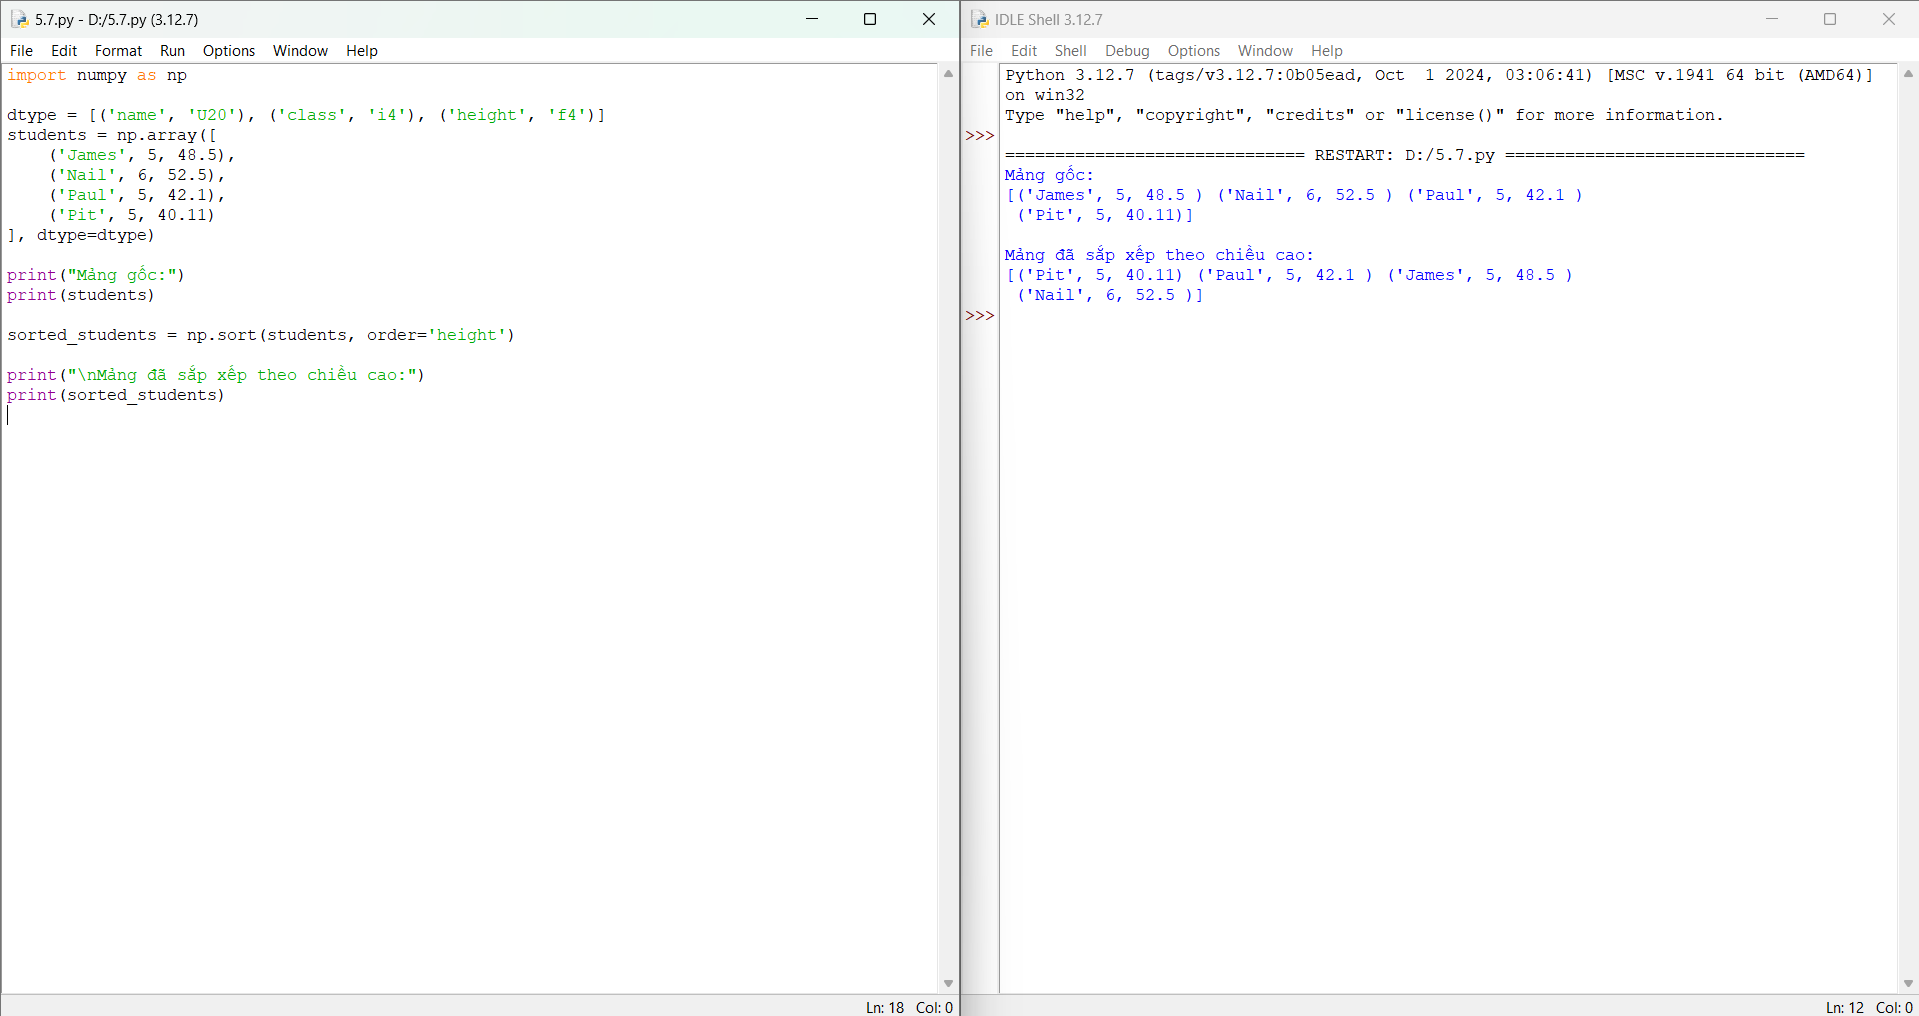 5.7.py - D:/5.7.py (3.12.7)
File Edit Format Run Options Window Help
import numpy as np
dtype = [('name', 'U20'), ('class', 'i4'), ('height', 'f4')]
students = np.array([
    ('James', 5, 48.5),
    ('Nail', 6, 52.5),
    ('Paul', 5, 42.1),
    ('Pit', 5, 40.11)
], dtype=dtype)
print("Mảng gốc:")
print(students)
sorted_students = np.sort(students, order='height')
print("\nMảng đã sắp xếp theo chiều cao:")
print(sorted_students)
Ln: 18 Col: 0
IDLE Shell 3.12.7
File Edit Shell Debug Options Window Help
Python 3.12.7 (tags/v3.12.7:0b05ead, Oct  1 2024, 03:06:41) [MSC v.1941 64 bit (AMD64)]
on win32
Type "help", "copyright", "credits" or "license()" for more information.
>>>
============================== RESTART: D:/5.7.py ==============================
Mảng gốc:
[('James', 5, 48.5 ) ('Nail', 6, 52.5 ) ('Paul', 5, 42.1 )
 ('Pit', 5, 40.11)]
Mảng đã sắp xếp theo chiều cao:
[('Pit', 5, 40.11) ('Paul', 5, 42.1 ) ('James', 5, 48.5 )
 ('Nail', 6, 52.5 )]
>>>
Ln: 12 Col: 0